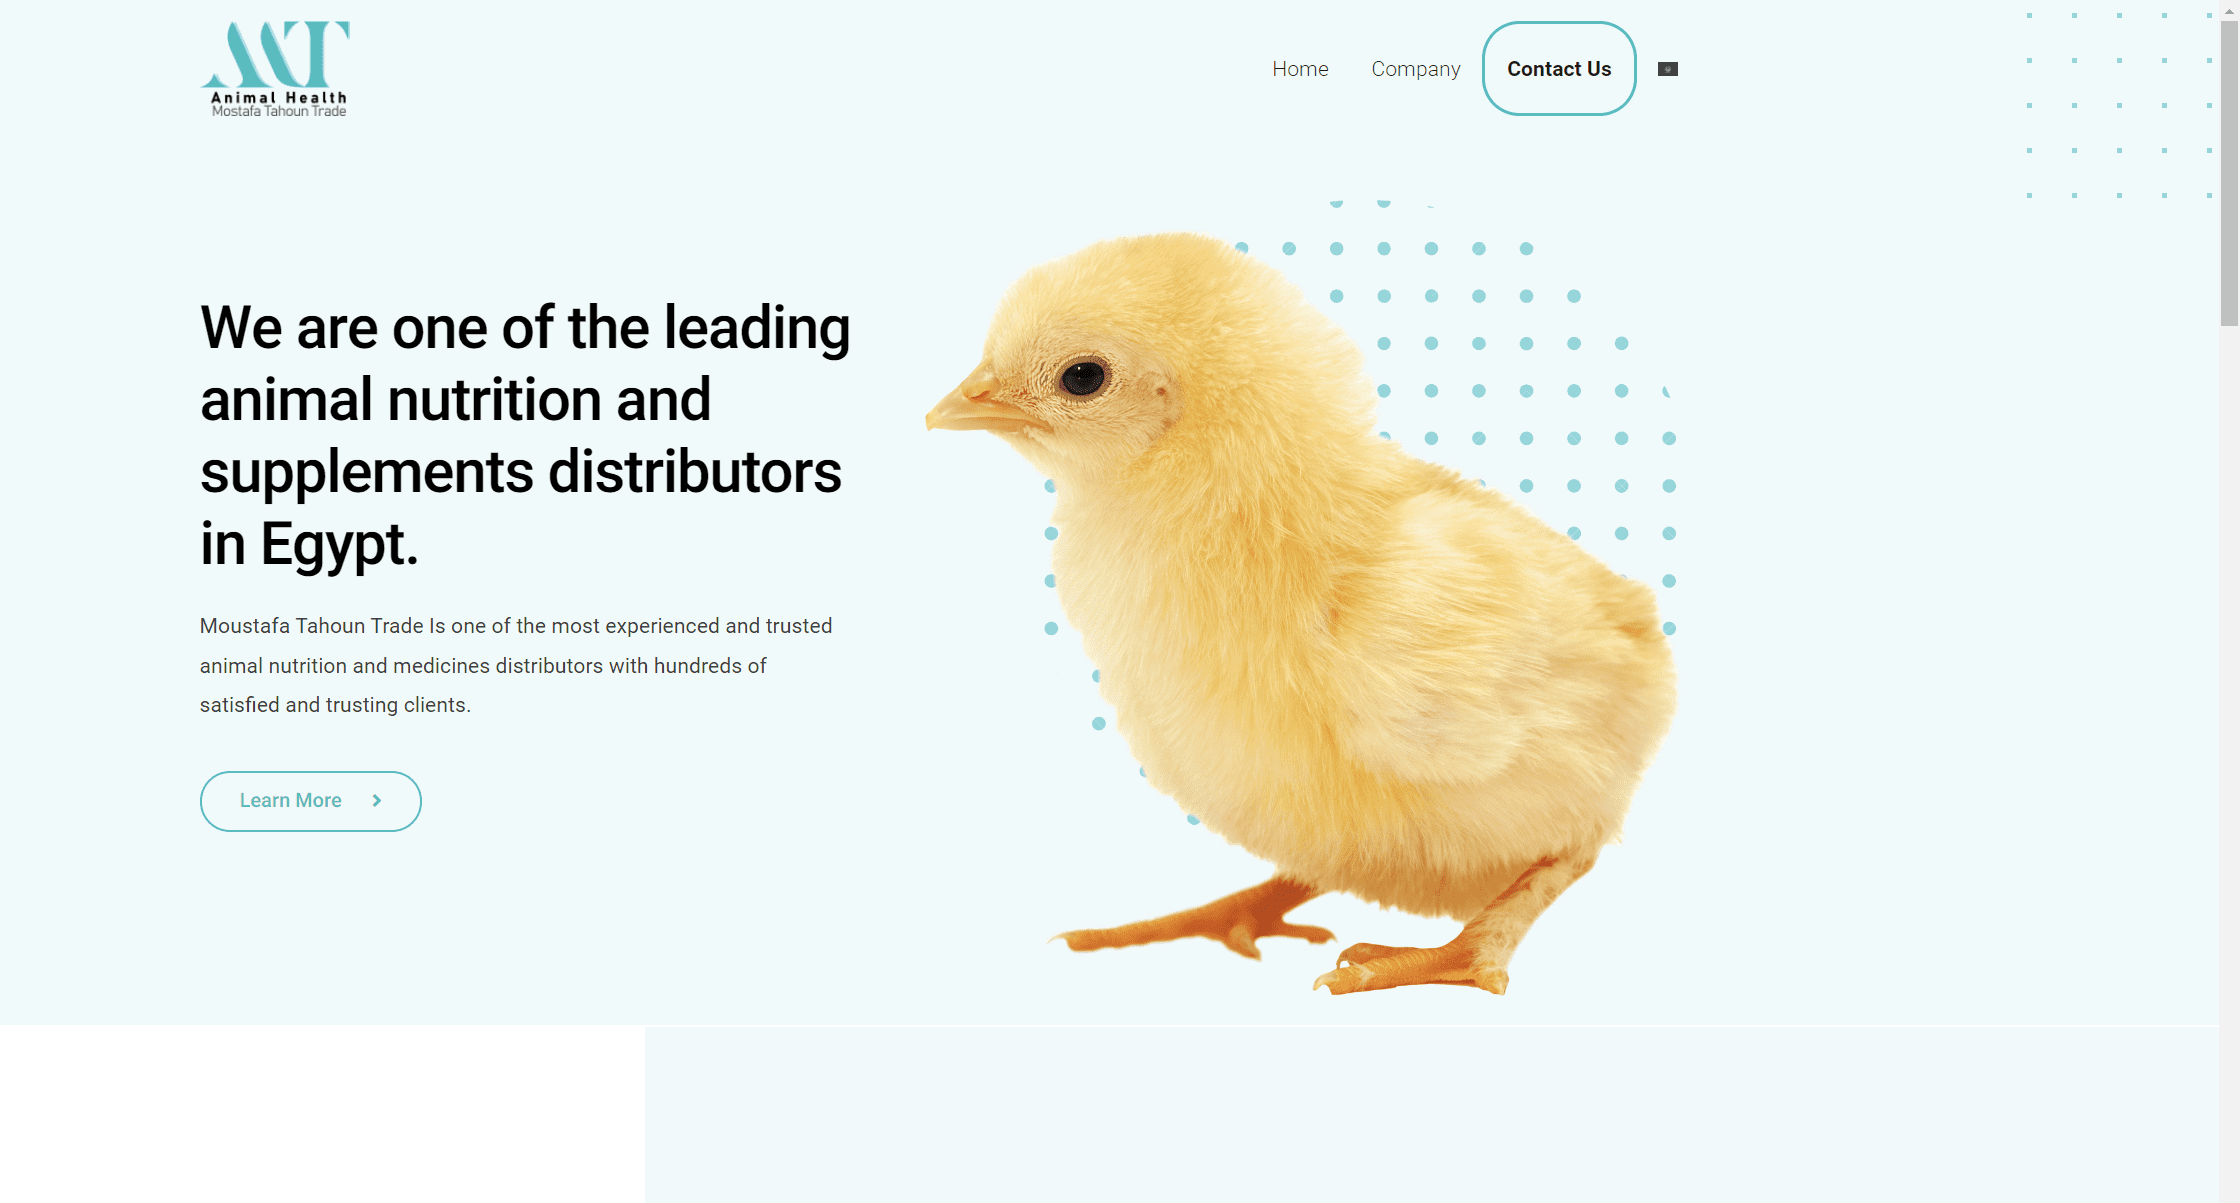 MT
Animal Health
Mostafa Tahoun Trade
Home
Company
Contact Us
We are one of the leading
animal nutrition and
supplements distributors
in Egypt.
Moustafa Tahoun Trade Is one of the most experienced and trusted
animal nutrition and medicines distributors with hundreds of
satisfied and trusting clients.
Learn More